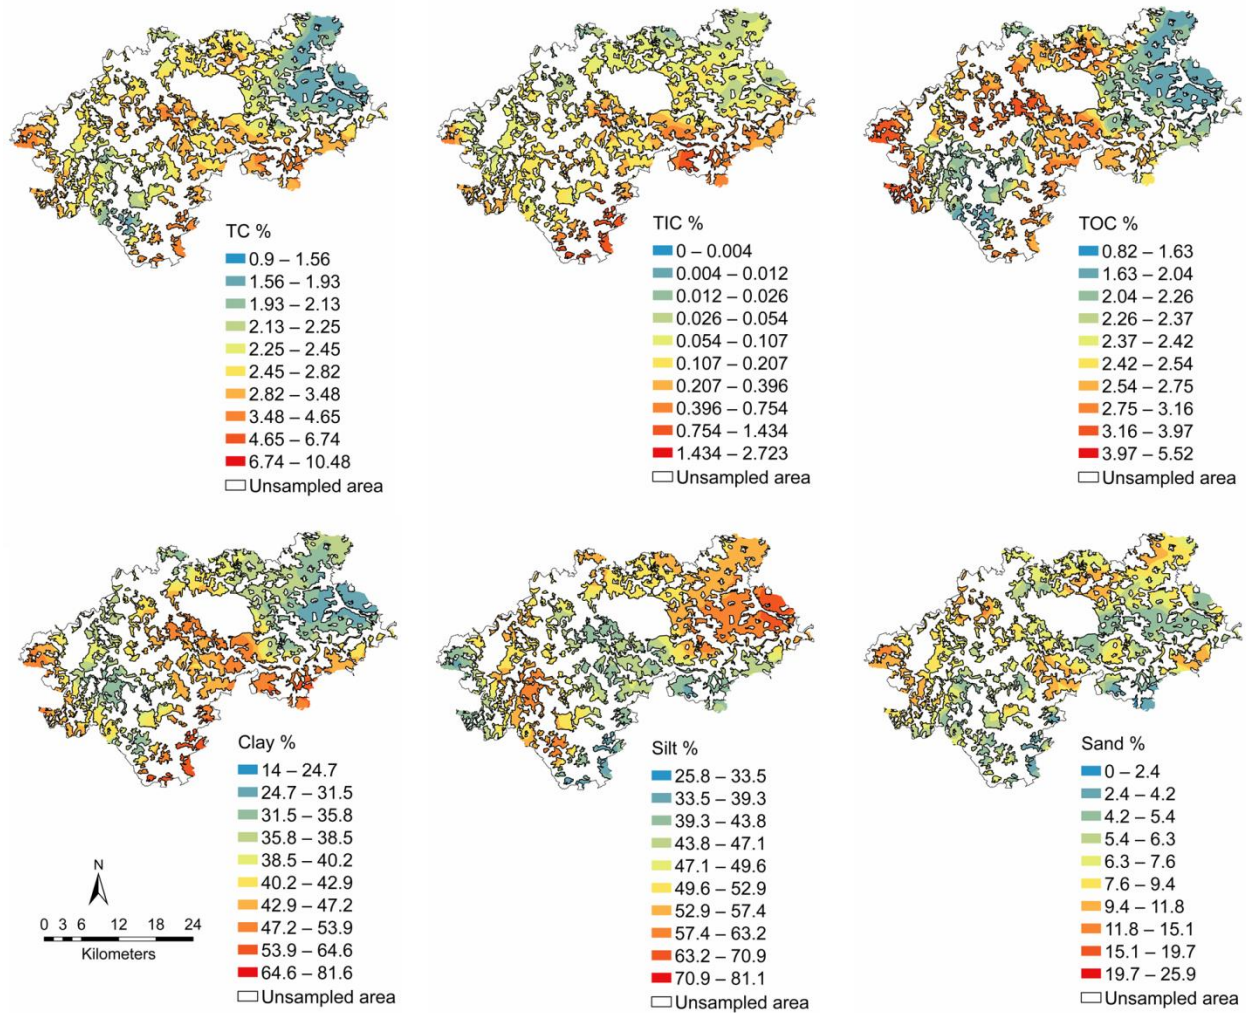 TC %
0.9 – 1.56
1.56 – 1.93
1.93 – 2.13
2.13 – 2.25
2.25 – 2.45
2.45 – 2.82
2.82 – 3.48
3.48 – 4.65
4.65 – 6.74
6.74 – 10.48
Unsampled area
TIC %
0 – 0.004
0.004 – 0.012
0.012 – 0.026
0.026 – 0.054
0.054 – 0.107
0.107 – 0.207
0.207 – 0.396
0.396 – 0.754
0.754 – 1.434
1.434 – 2.723
Unsampled area
TOC %
0.82 – 1.63
1.63 – 2.04
2.04 – 2.26
2.26 – 2.37
2.37 – 2.42
2.42 – 2.54
2.54 – 2.75
2.75 – 3.16
3.16 – 3.97
3.97 – 5.52
Unsampled area
Clay %
14 – 24.7
24.7 – 31.5
31.5 – 35.8
35.8 – 38.5
38.5 – 40.2
40.2 – 42.9
42.9 – 47.2
47.2 – 53.9
53.9 – 64.6
64.6 – 81.6
Unsampled area
N
0 3 6 12 18 24
Kilometers
Silt %
25.8 – 33.5
33.5 – 39.3
39.3 – 43.8
43.8 – 47.1
47.1 – 49.6
49.6 – 52.9
52.9 – 57.4
57.4 – 63.2
63.2 – 70.9
70.9 – 81.1
Unsampled area
Sand %
0 – 2.4
2.4 – 4.2
4.2 – 5.4
5.4 – 6.3
6.3 – 7.6
7.6 – 9.4
9.4 – 11.8
11.8 – 15.1
15.1 – 19.7
19.7 – 25.9
Unsampled area